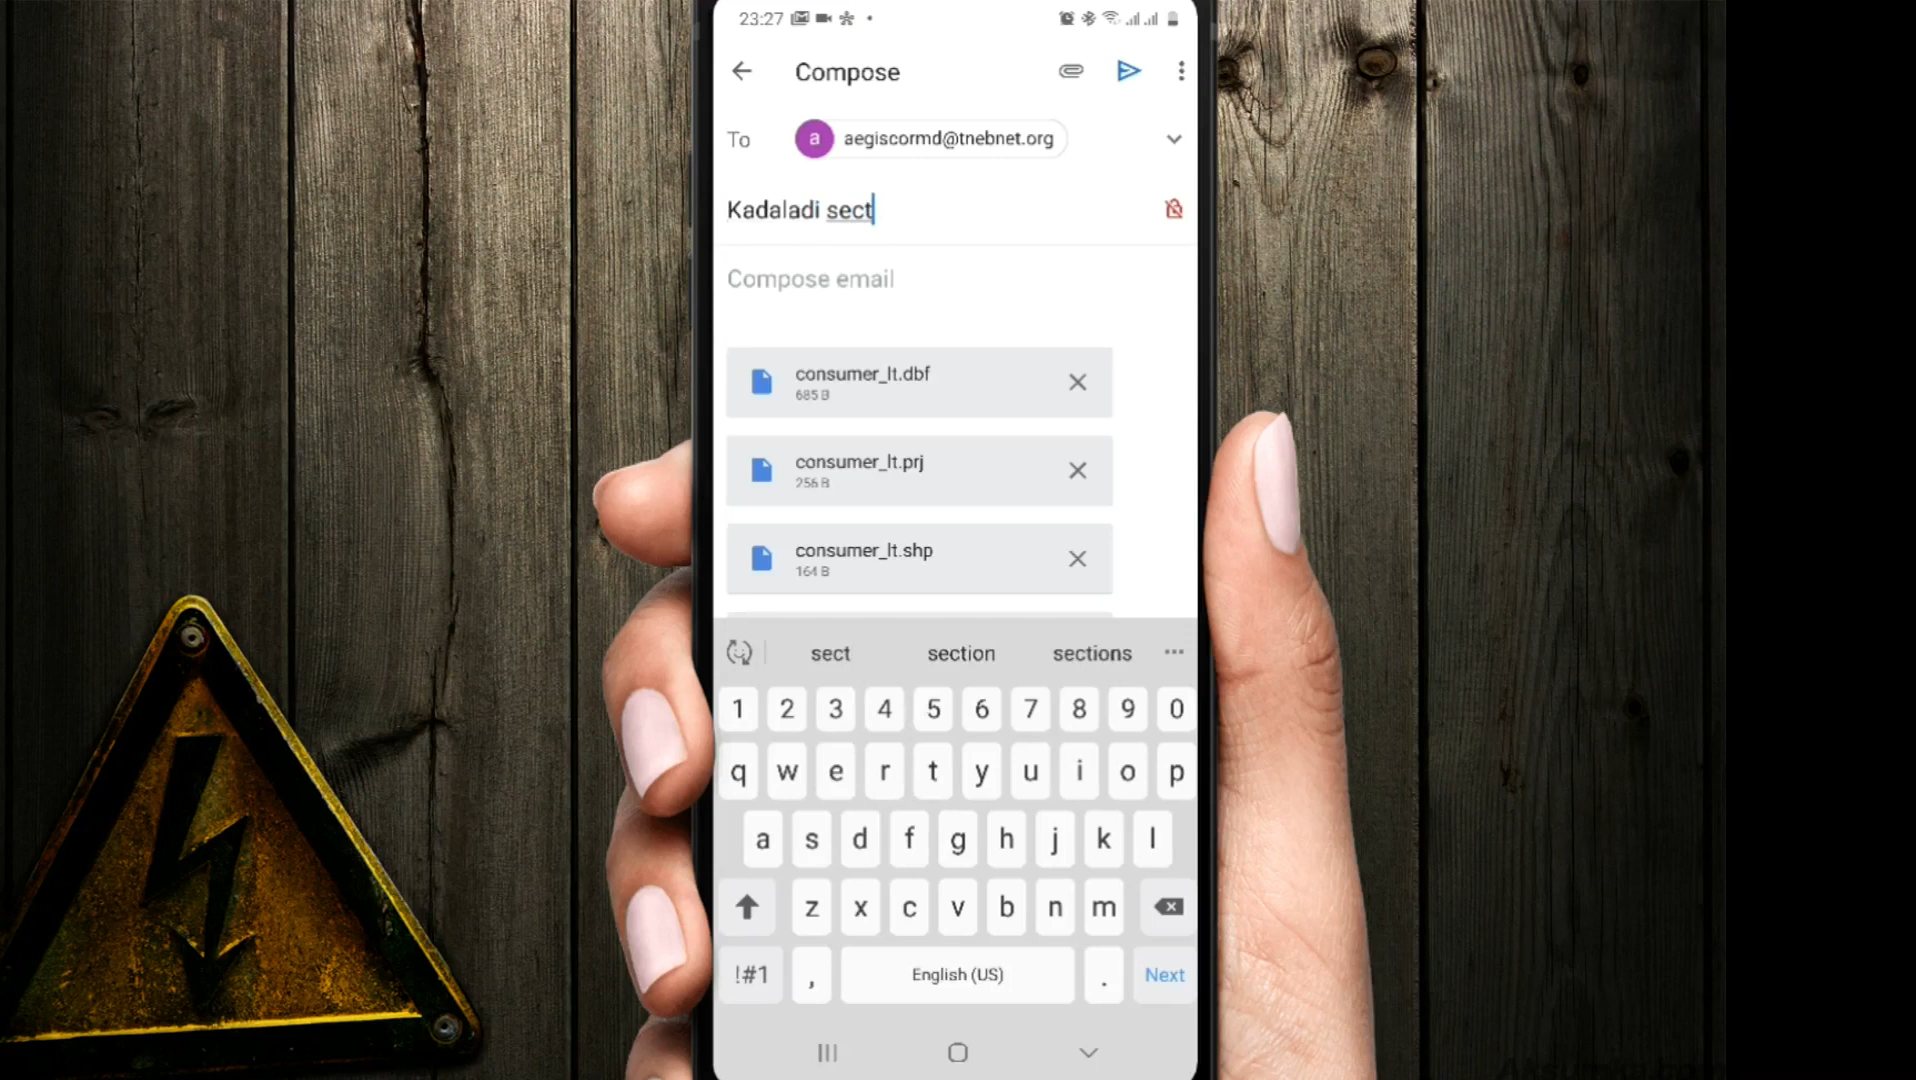 23:27
Compose
To
a aegiscormd@tnebnet.org
Kadaladi sect
Compose email
consumer_lt.dbf
685 B
consumer_lt.prj
256 B
consumer_lt.shp
164 B
sect section sections
1 2 3 4 5 6 7 8 9 0
q w e r t y u i o p
a s d f g h j k l
z x c v b n m
!#1 , English (US) . Next